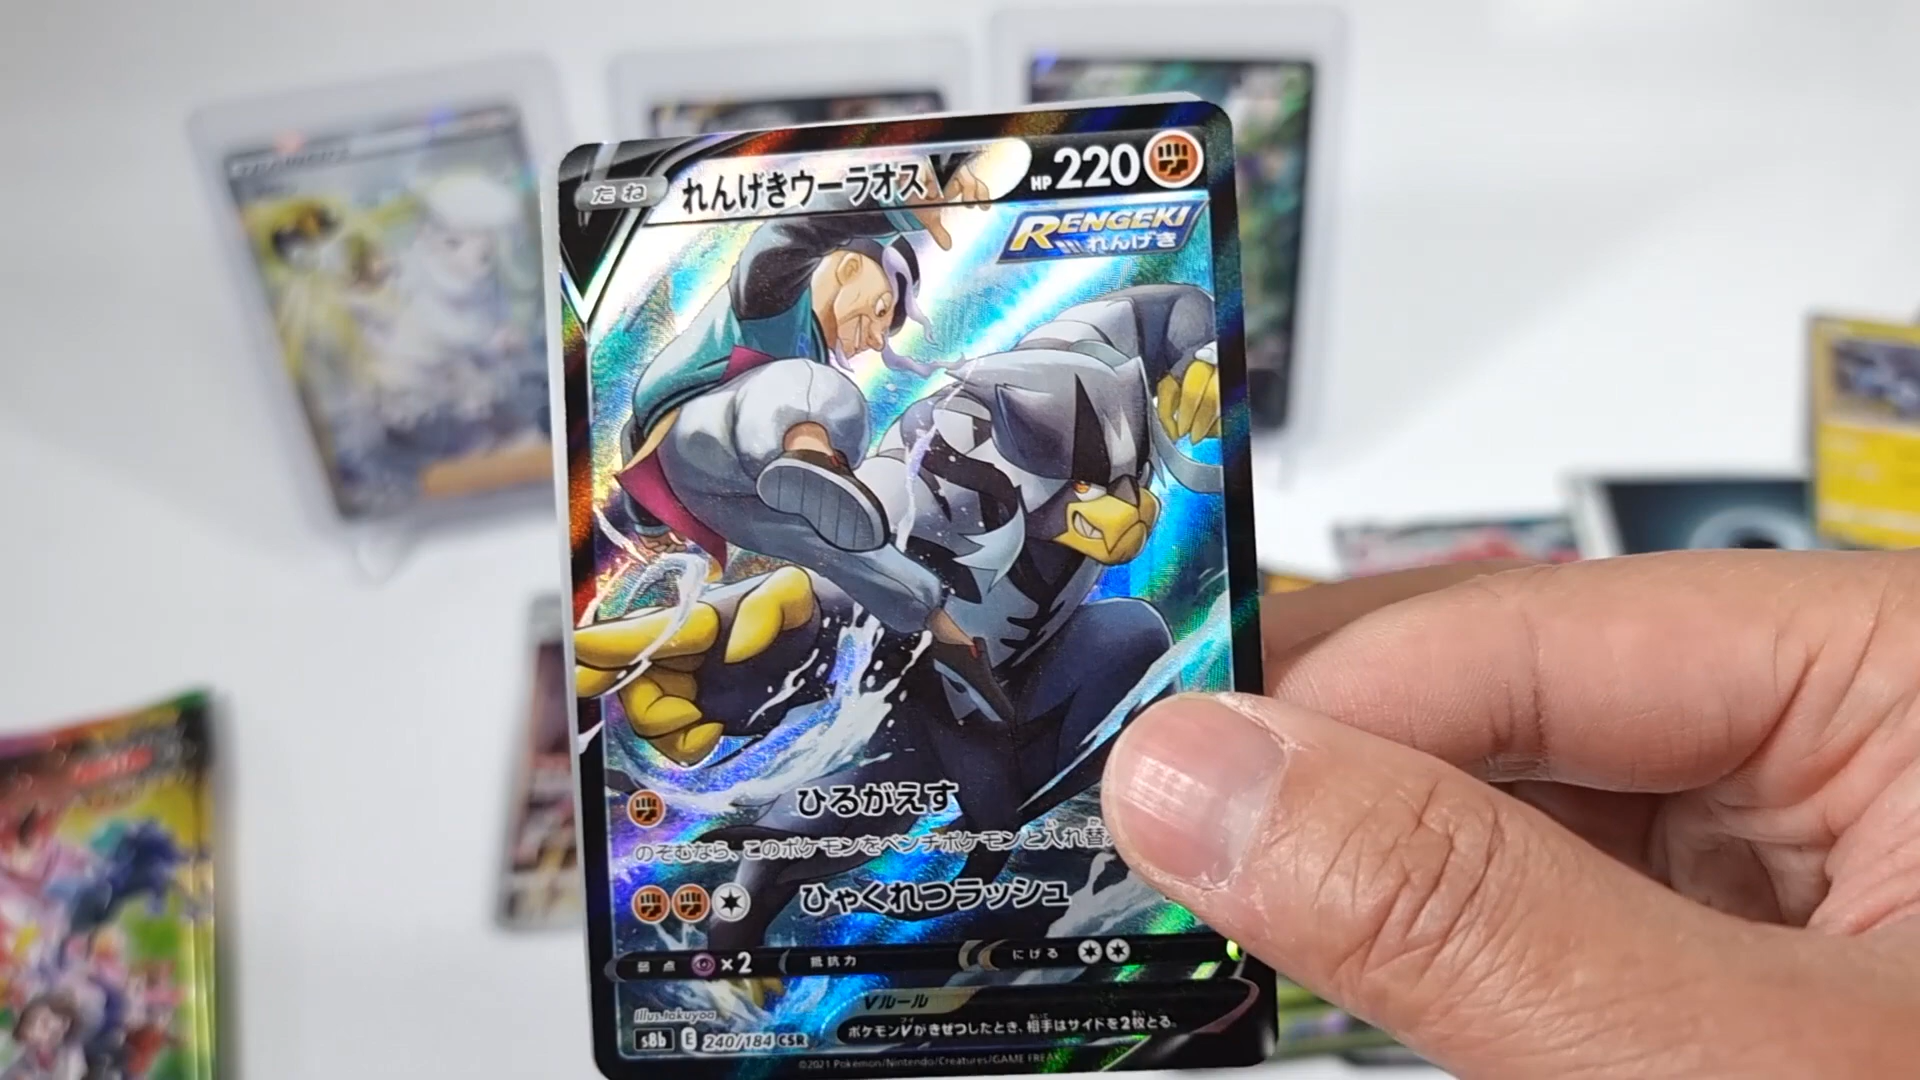 たね れんげきウーラオスV HP 220
RENGEKI
れんげき
ひるがえす
のぞむなら、このポケモンをベンチポケモンと入れ替
ひゃくれつラッシュ
弱点 ×2 抵抗力 にげる
Vルール
ポケモンVがきぜつしたとき、相手はサイドを2枚とる。
illus. takuyoa
s8b E 240/184 CSR
©2021 Pokémon/Nintendo/Creatures/GAME FREAK